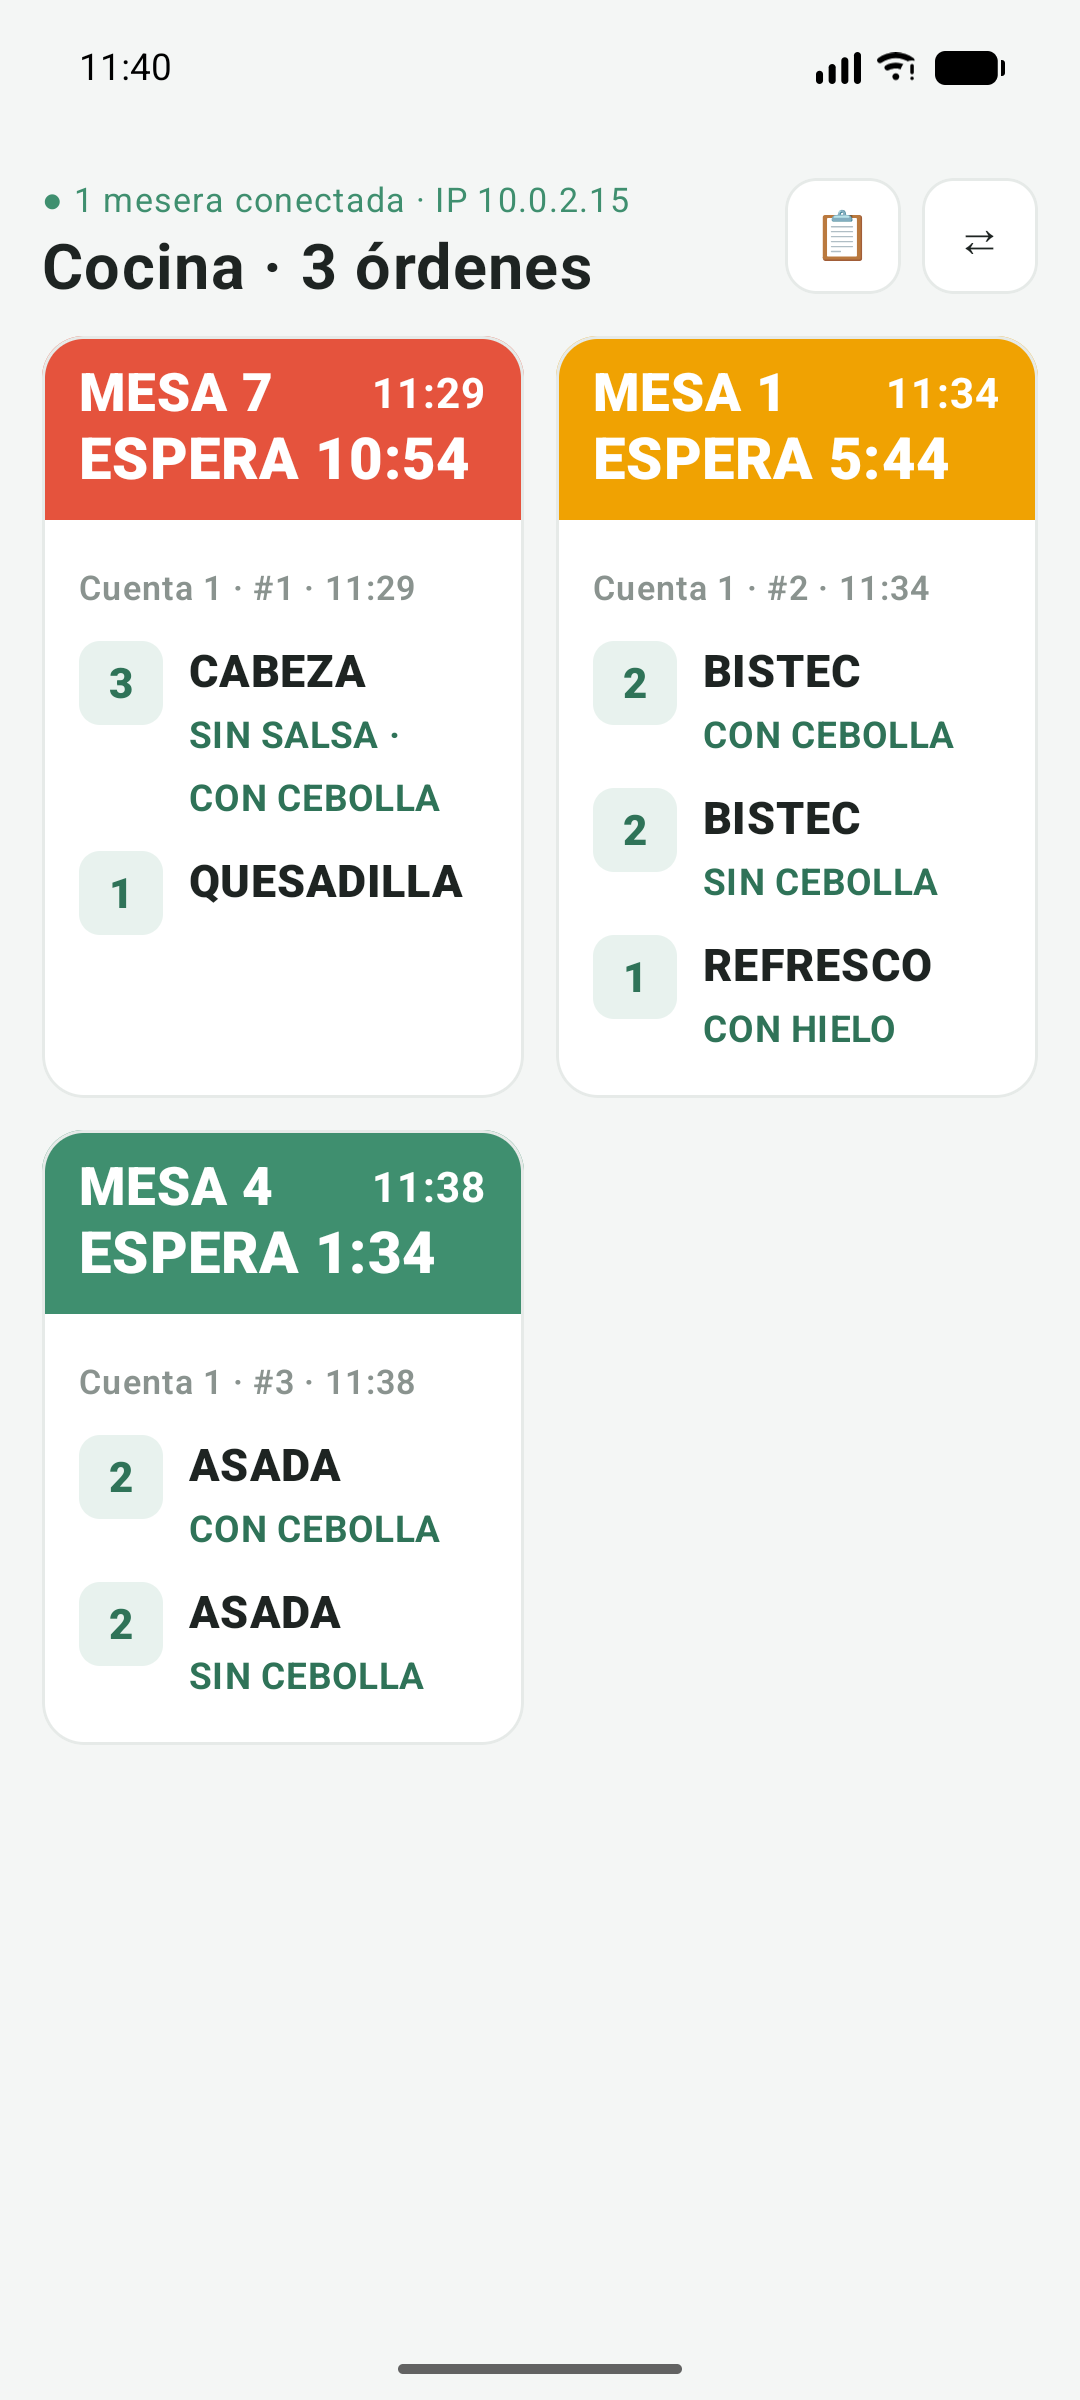 11:40
● 1 mesera conectada · IP 10.0.2.15
Cocina · 3 órdenes
MESA 7 11:29
ESPERA 10:54
Cuenta 1 · #1 · 11:29
3 CABEZA
SIN SALSA ·
CON CEBOLLA
1 QUESADILLA
MESA 1 11:34
ESPERA 5:44
Cuenta 1 · #2 · 11:34
2 BISTEC
CON CEBOLLA
2 BISTEC
SIN CEBOLLA
1 REFRESCO
CON HIELO
MESA 4 11:38
ESPERA 1:34
Cuenta 1 · #3 · 11:38
2 ASADA
CON CEBOLLA
2 ASADA
SIN CEBOLLA